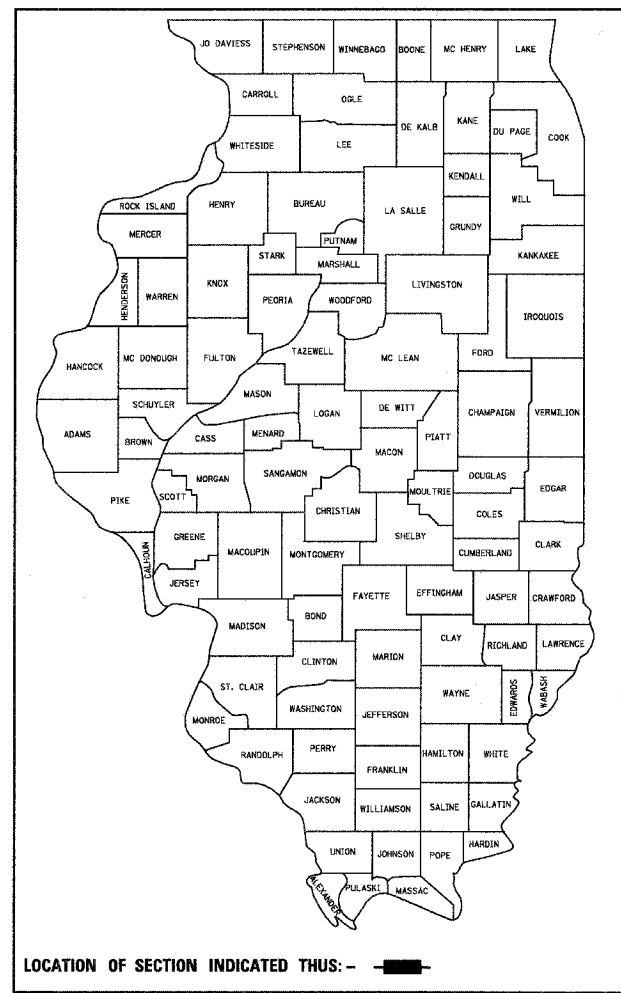 JO DAVIESS STEPHENSON WINNEBAGO BOONE MC HENRY LAKE
CARROLL OGLE DE KALB KANE DU PAGE COOK
WHITESIDE LEE
KENDALL
ROCK ISLAND HENRY BUREAU LA SALLE GRUNDY WILL
MERCER PUTNAM
STARK MARSHALL KANKAKEE
HENDERSON WARREN KNOX PEORIA WOODFORD LIVINGSTON IROQUOIS
HANCOCK MC DONOUGH FULTON TAZEWELL MC LEAN FORD
SCHUYLER MASON LOGAN DE WITT CHAMPAIGN VERMILION
ADAMS BROWN CASS MENARD MACON PIATT
PIKE SCOTT MORGAN SANGAMON CHRISTIAN MOULTRIE DOUGLAS EDGAR
COLES
CALHOUN GREENE MACOUPIN MONTGOMERY SHELBY CUMBERLAND CLARK
JERSEY
MADISON BOND FAYETTE EFFINGHAM JASPER CRAWFORD
CLINTON MARION CLAY RICHLAND LAWRENCE
ST. CLAIR WASHINGTON JEFFERSON WAYNE EDWARDS WABASH
MONROE
RANDOLPH PERRY FRANKLIN HAMILTON WHITE
JACKSON WILLIAMSON SALINE GALLATIN
UNION JOHNSON POPE HARDIN
ALEXANDER PULASKI MASSAC
LOCATION OF SECTION INDICATED THUS: -